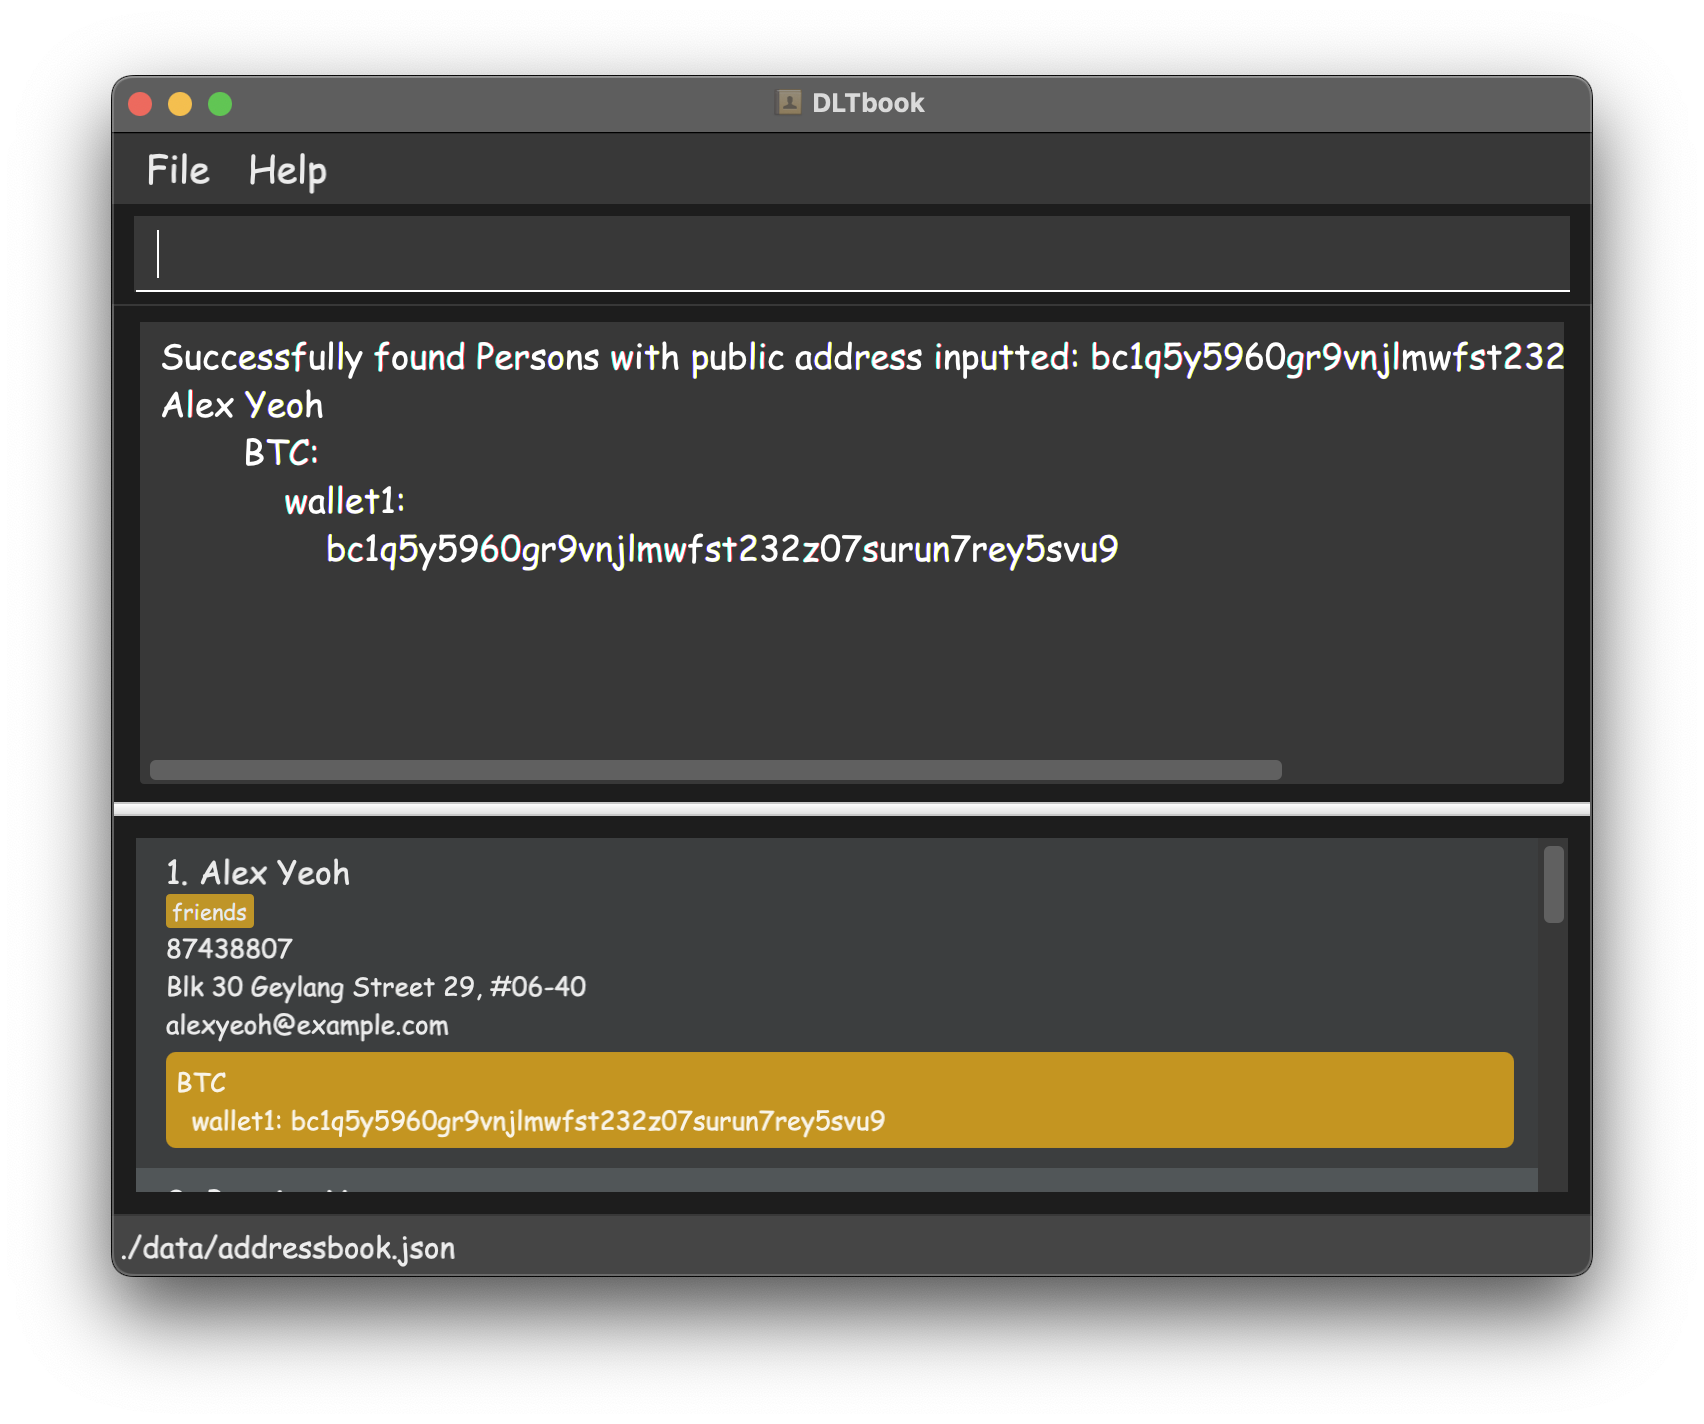 DLTbook
File Help
Successfully found Persons with public address inputted: bc1q5y5960gr9vnjlmwfst232
Alex Yeoh
BTC:
wallet1:
bc1q5y5960gr9vnjlmwfst232z07surun7rey5svu9
1. Alex Yeoh
friends
87438807
Blk 30 Geylang Street 29, #06-40
alexyeoh@example.com
BTC
wallet1: bc1q5y5960gr9vnjlmwfst232z07surun7rey5svu9
./data/addressbook.json